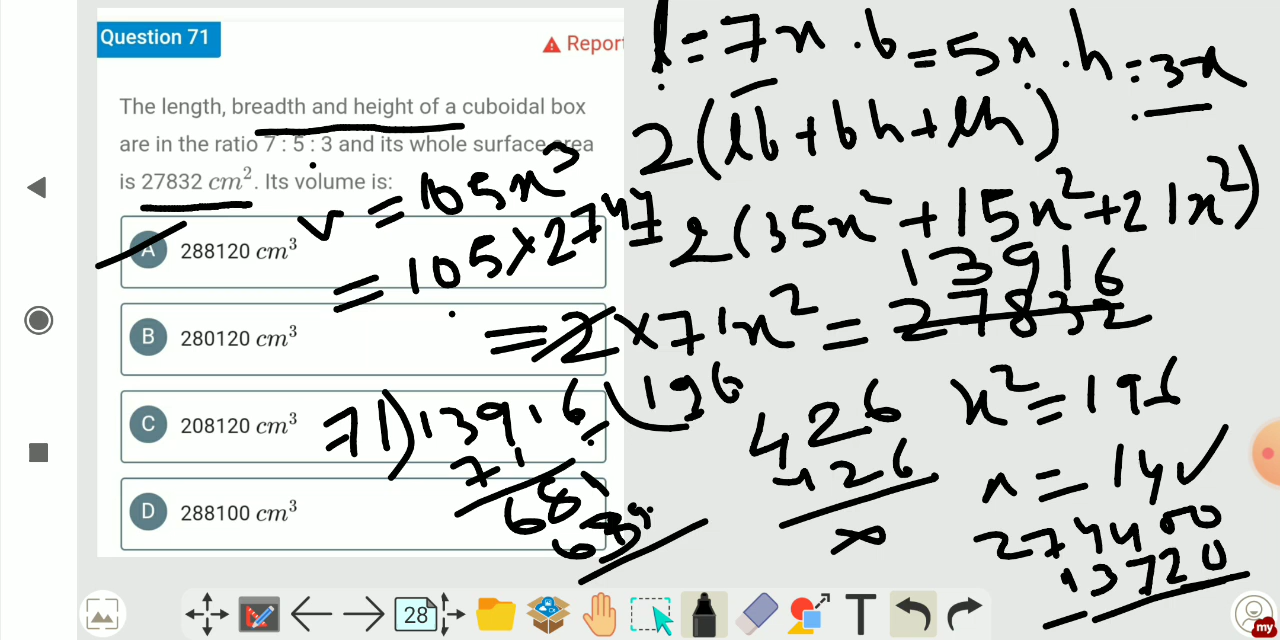 Question 71
Report
The length, breadth and height of a cuboidal box
are in the ratio 7 : 5 : 3 and its whole surface area
is 27832 cm². Its volume is:
A 288120 cm³
B 280120 cm³
C 208120 cm³
D 288100 cm³
l = 7x . b = 5x . h = 3x
2(lb+bh+lh)
2(35x²+15x²+21x²)
13916
= 2×71x² = 27832
x² = 196
x = 14 ✓
v = 105x³
= 105×2744
71)13916(196
71
681
639
426
426
×
274400
13720
28
T
my